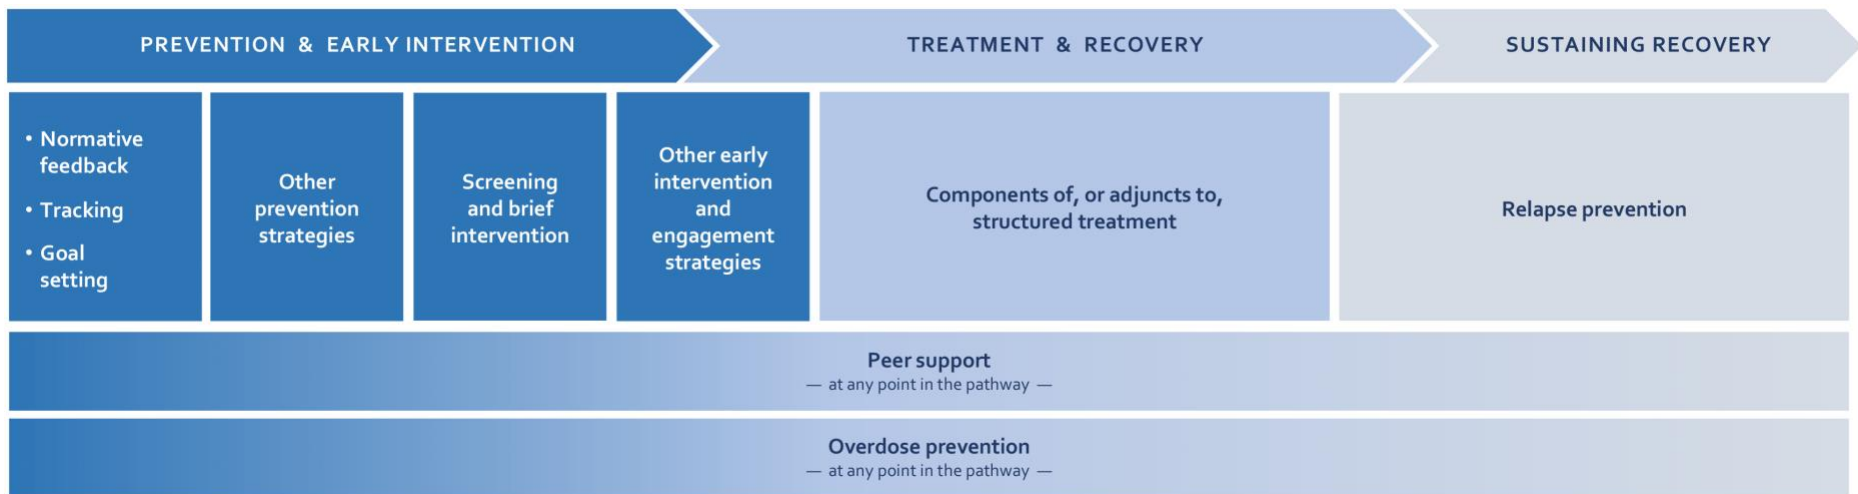 PREVENTION & EARLY INTERVENTION
TREATMENT & RECOVERY
SUSTAINING RECOVERY
• Normative
feedback
• Tracking
• Goal
setting
Other
prevention
strategies
Screening
and brief
intervention
Other early
intervention
and
engagement
strategies
Components of, or adjuncts to,
structured treatment
Relapse prevention
Peer support
— at any point in the pathway —
Overdose prevention
— at any point in the pathway —